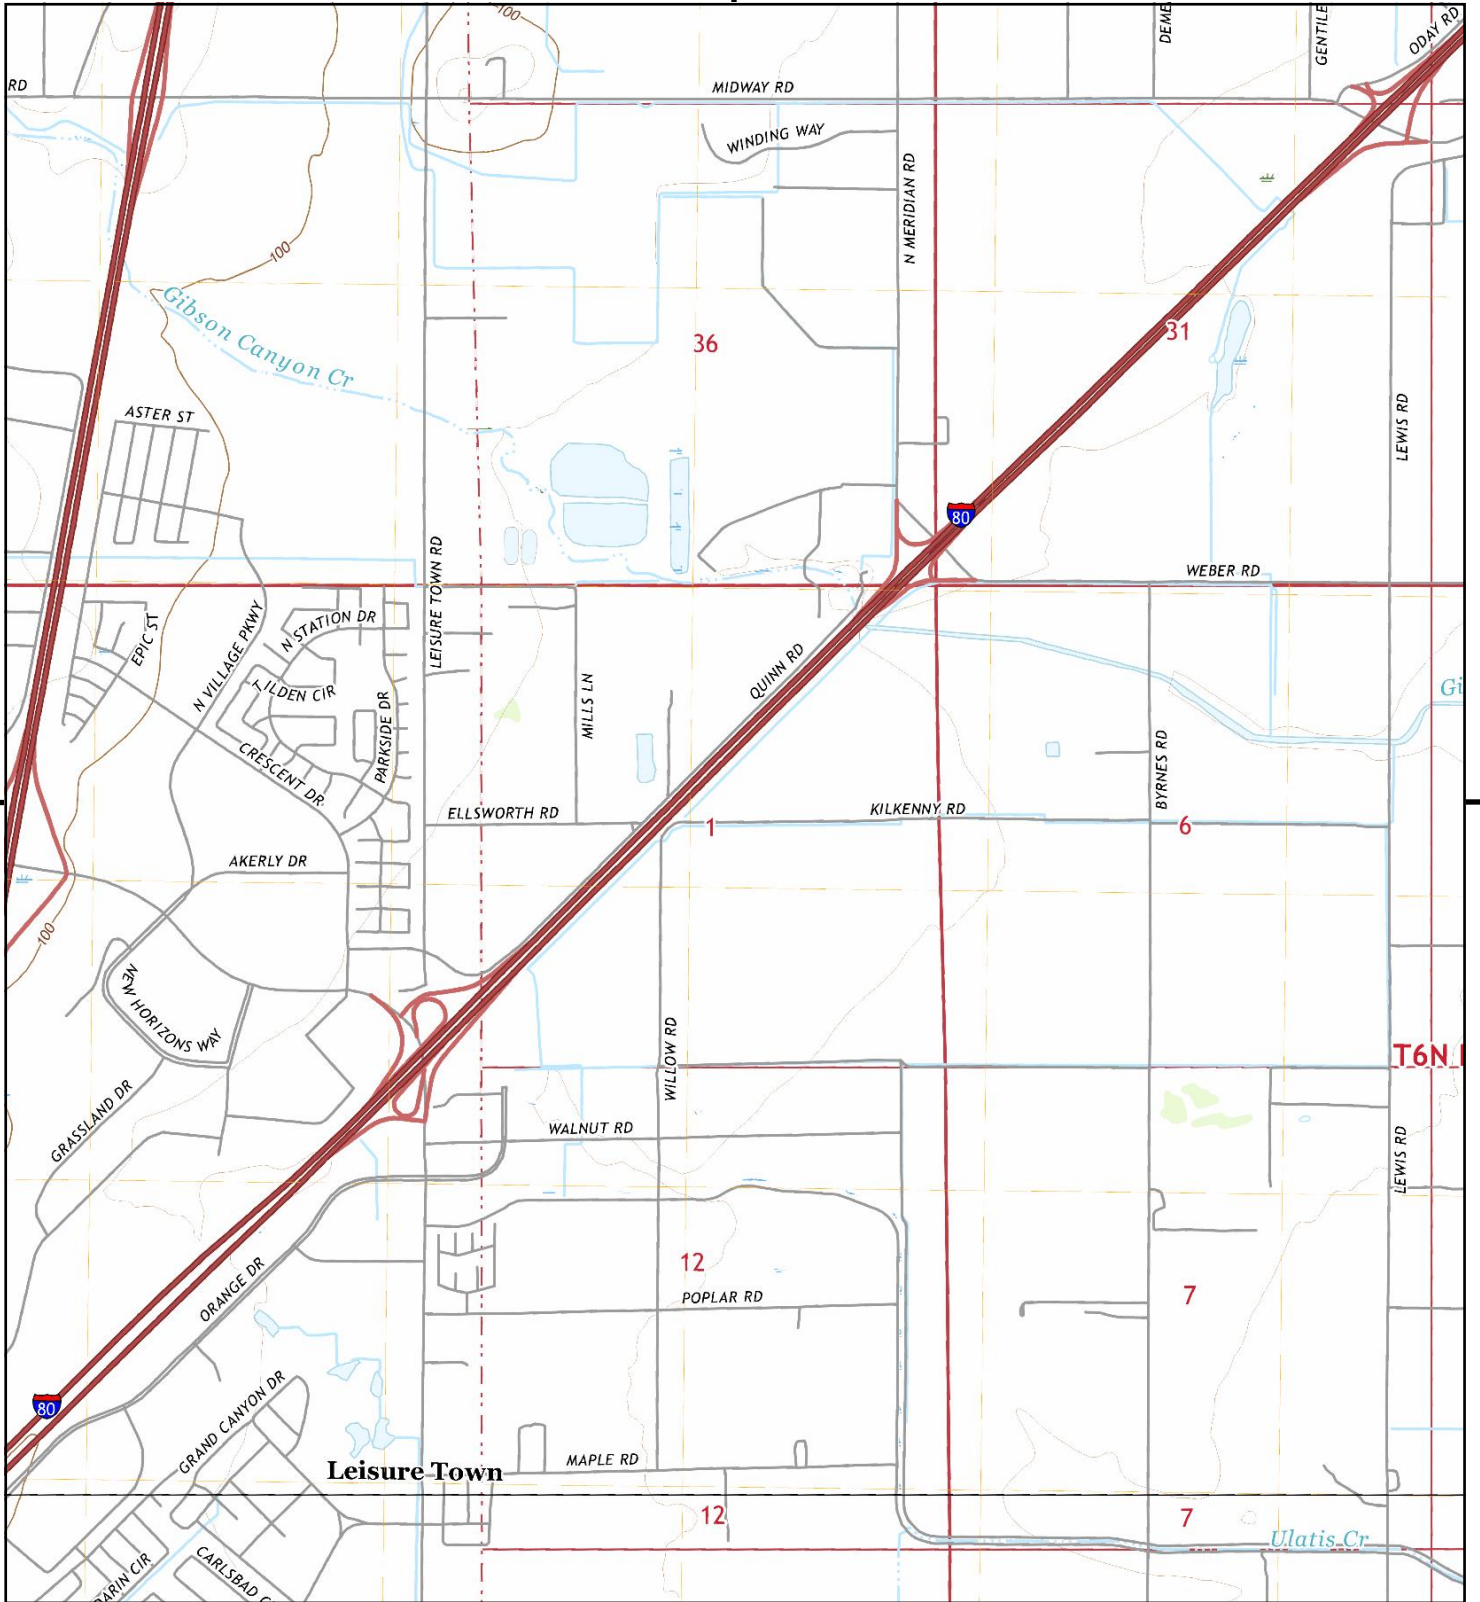 100
DEME
GENTILE
ODAY RD
RD
MIDWAY RD
WINDING WAY
N MERIDIAN RD
100
Gibson Canyon Cr
36
31
ASTER ST
LEWIS RD
80
LEISURE TOWN RD
WEBER RD
EPIC ST
N VILLAGE PKWY
N STATION DR
ILDEN CIR
PARKSIDE DR
QUINN RD
MILLS LN
Gi
CRESCENT DR
BYRNES RD
ELLSWORTH RD
KILKENNY RD
1
6
AKERLY DR
100
NEW HORIZONS WAY
WILLOW RD
T6N
GRASSLAND DR
WALNUT RD
LEWIS RD
12
ORANGE DR
POPLAR RD
7
80
GRAND CANYON DR
MAPLE RD
Leisure Town
12
7
Ulatis Cr
DARIN CIR
CARLSBAD C